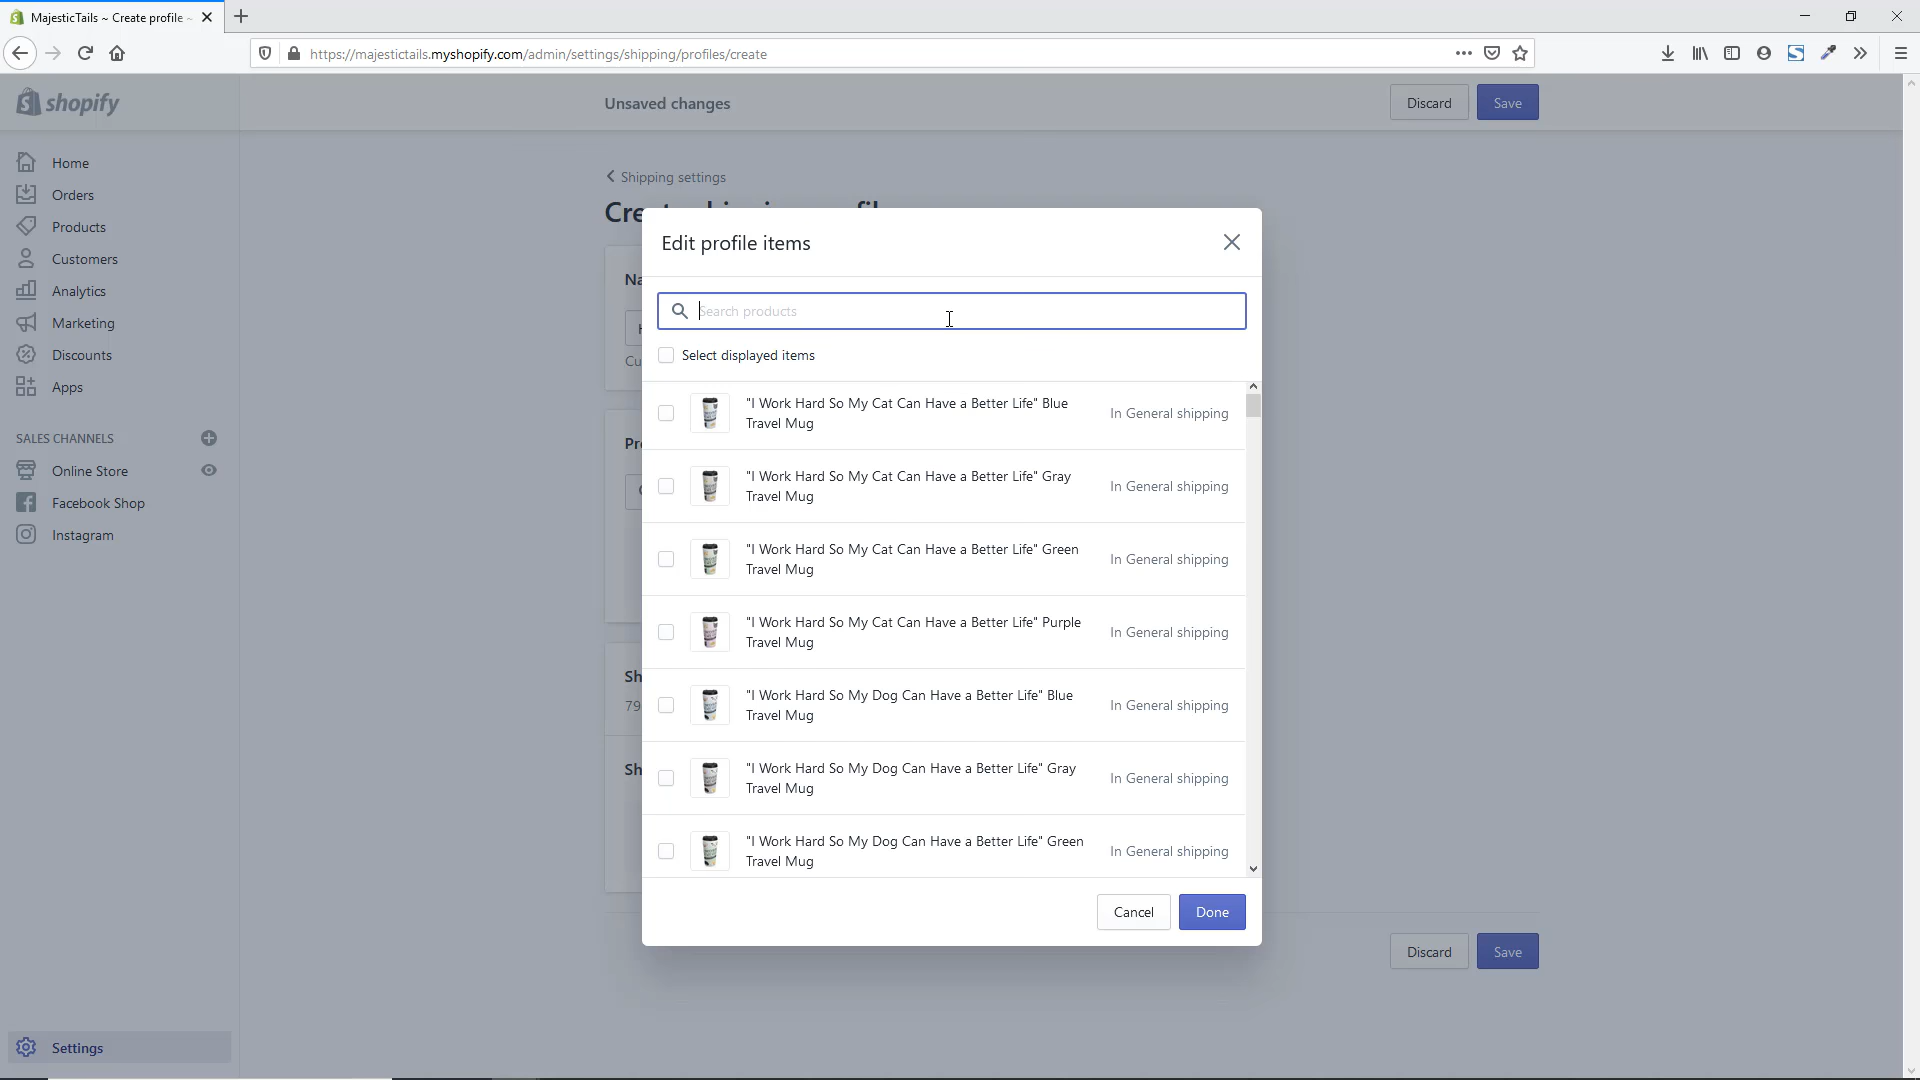 MajesticTails ~ Create profile ~
https://majestictails.myshopify.com/admin/settings/shipping/profiles/create
shopify
Unsaved changes
Discard
Save
Home
Orders
Products
Customers
Analytics
Marketing
Discounts
Apps
SALES CHANNELS
Online Store
Facebook Shop
Instagram
Settings
Shipping settings
Edit profile items
Search products
Select displayed items
"I Work Hard So My Cat Can Have a Better Life" Blue
Travel Mug
In General shipping
"I Work Hard So My Cat Can Have a Better Life" Gray
Travel Mug
In General shipping
"I Work Hard So My Cat Can Have a Better Life" Green
Travel Mug
In General shipping
"I Work Hard So My Cat Can Have a Better Life" Purple
Travel Mug
In General shipping
"I Work Hard So My Dog Can Have a Better Life" Blue
Travel Mug
In General shipping
"I Work Hard So My Dog Can Have a Better Life" Gray
Travel Mug
In General shipping
"I Work Hard So My Dog Can Have a Better Life" Green
Travel Mug
In General shipping
Cancel
Done
Discard
Save